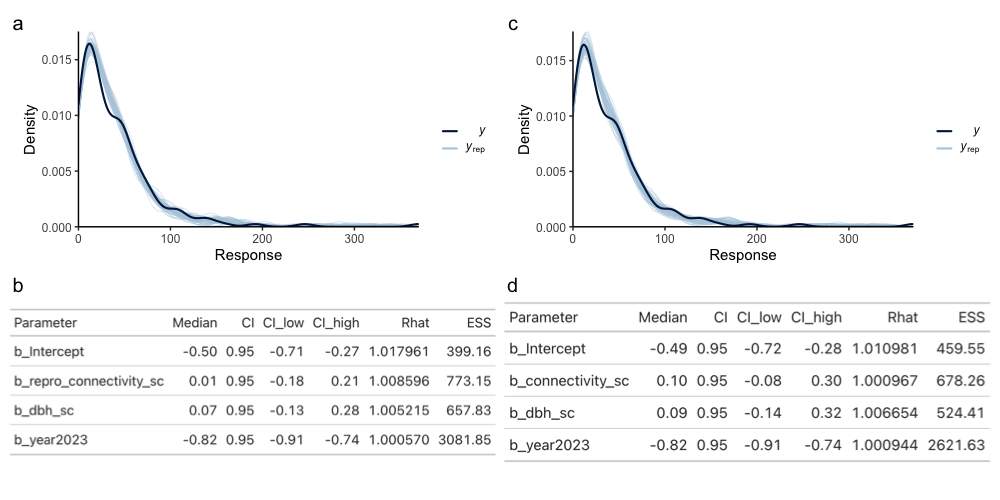 a
0.015
0.010
0.005
0.000
0 100 200 300
Density
Response
y
yrep
b
Parameter Median CI CI_low CI_high Rhat ESS
b_Intercept -0.50 0.95 -0.71 -0.27 1.017961 399.16
b_repro_connectivity_sc 0.01 0.95 -0.18 0.21 1.008596 773.15
b_dbh_sc 0.07 0.95 -0.13 0.28 1.005215 657.83
b_year2023 -0.82 0.95 -0.91 -0.74 1.000570 3081.85
c
0.015
0.010
0.005
0.000
0 100 200 300
Density
Response
y
yrep
d
Parameter Median CI CI_low CI_high Rhat ESS
b_Intercept -0.49 0.95 -0.72 -0.28 1.010981 459.55
b_connectivity_sc 0.10 0.95 -0.08 0.30 1.000967 678.26
b_dbh_sc 0.09 0.95 -0.14 0.32 1.006654 524.41
b_year2023 -0.82 0.95 -0.91 -0.74 1.000944 2621.63